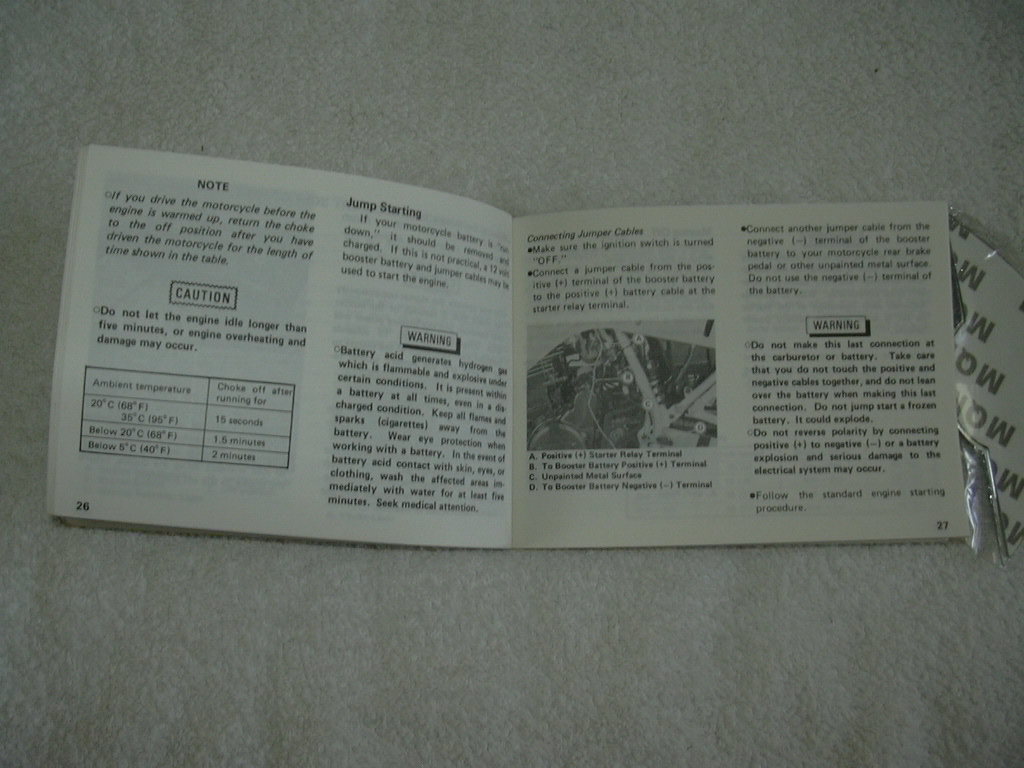 NOTE
○If you drive the motorcycle before the
engine is warmed up, return the choke
to the off position after you have
driven the motorcycle for the length of
time shown in the table.
CAUTION
○Do not let the engine idle longer than
five minutes, or engine overheating and
damage may occur.
Ambient temperature Choke off after
running for
20°C (68°F)
35°C (95°F) 15 seconds
Below 20°C (68°F) 1.5 minutes
Below 5°C (40°F) 2 minutes
26
Jump Starting
If your motorcycle battery is "run
down," it should be removed and
charged. If this is not practical, a 12 volt
booster battery and jumper cables may be
used to start the engine.
WARNING
○Battery acid generates hydrogen gas
which is flammable and explosive under
certain conditions. It is present within
a battery at all times, even in a dis-
charged condition. Keep all flames and
sparks (cigarettes) away from the
battery. Wear eye protection when
working with a battery. In the event of
battery acid contact with skin, eyes, or
clothing, wash the affected areas im-
mediately with water for at least five
minutes. Seek medical attention.
Connecting Jumper Cables
●Make sure the ignition switch is turned
"OFF."
●Connect a jumper cable from the pos-
itive (+) terminal of the booster battery
to the positive (+) battery cable at the
starter relay terminal.
A. Positive (+) Starter Relay Terminal
B. To Booster Battery Positive (+) Terminal
C. Unpainted Metal Surface
D. To Booster Battery Negative (−) Terminal
●Connect another jumper cable from the
negative (−) terminal of the booster
battery to your motorcycle rear brake
pedal or other unpainted metal surface.
Do not use the negative (−) terminal of
the battery.
WARNING
○Do not make this last connection at
the carburetor or battery. Take care
that you do not touch the positive and
negative cables together, and do not lean
over the battery when making this last
connection. Do not jump start a frozen
battery. It could explode.
○Do not reverse polarity by connecting
positive (+) to negative (−) or a battery
explosion and serious damage to the
electrical system may occur.
●Follow the standard engine starting
procedure.
27